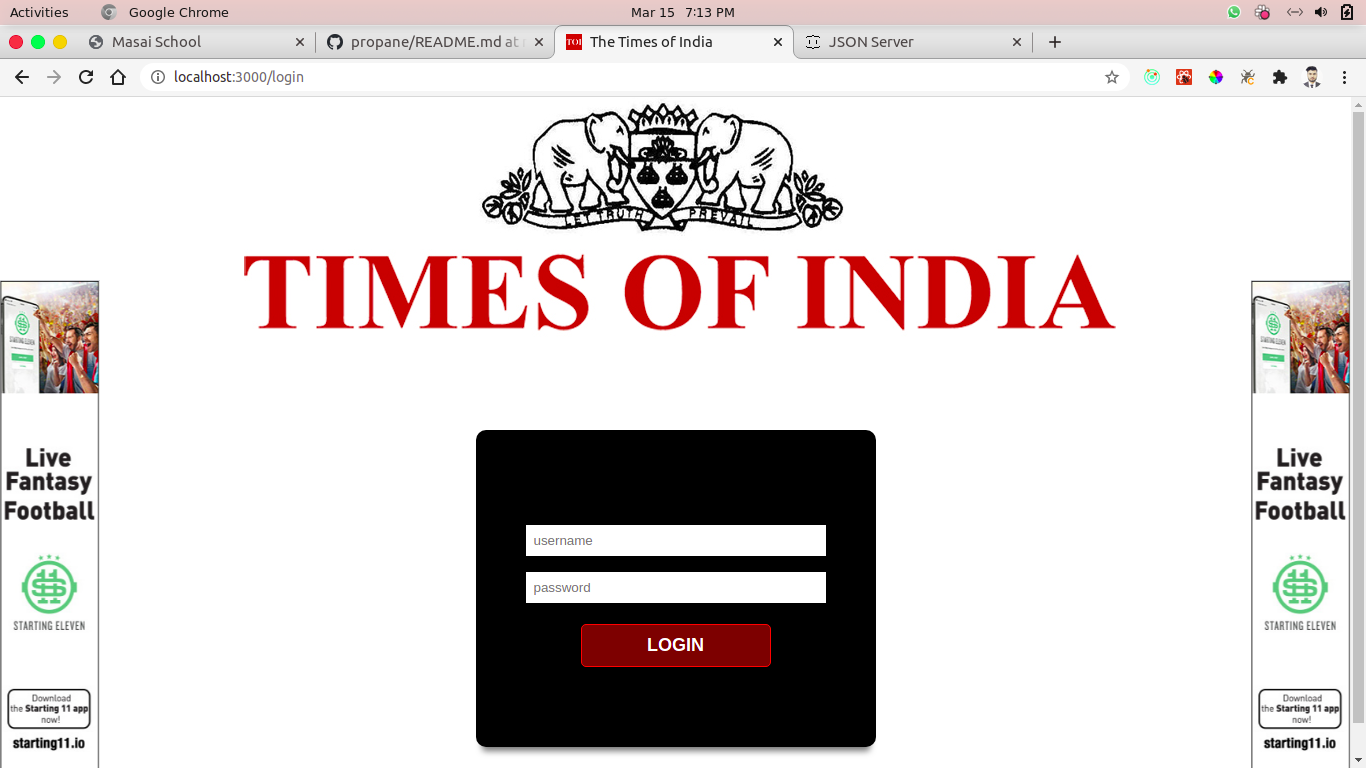 Activities
Google Chrome
Mar 15 7:13 PM
Masai School
propane/README.md at
The Times of India
JSON Server
localhost:3000/login
LET TRUTH PREVAIL
TIMES OF INDIA
STARTING ELEVEN
Live
Fantasy
Football
STARTING ELEVEN
Download
the Starting 11 app
now!
starting11.io
username
password
LOGIN
STARTING ELEVEN
Live
Fantasy
Football
STARTING ELEVEN
Download
the Starting 11 app
now!
starting11.io